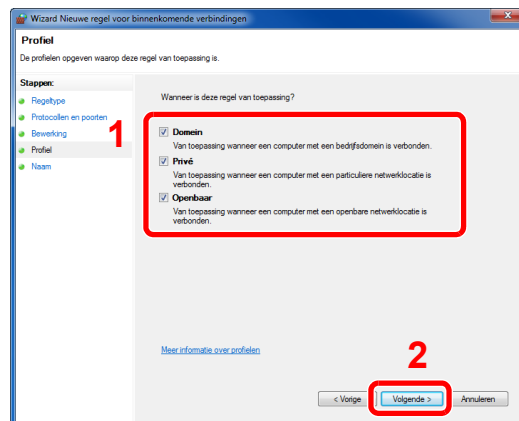 Wizard Nieuwe regel voor binnenkomende verbindingen
Profiel
De profielen opgeven waarop deze regel van toepassing is.
Stappen:
Regeltype
Protocollen en poorten
Bewerking
Profiel
Naam
1
Wanneer is deze regel van toepassing?
Domein
Van toepassing wanneer een computer met een bedrijfsdomein is verbonden.
Privé
Van toepassing wanneer een computer met een particuliere netwerklocatie is
verbonden.
Openbaar
Van toepassing wanneer een computer met een openbare netwerklocatie is
verbonden.
Meer informatie over profielen
2
< Vorige
Volgende >
Annuleren